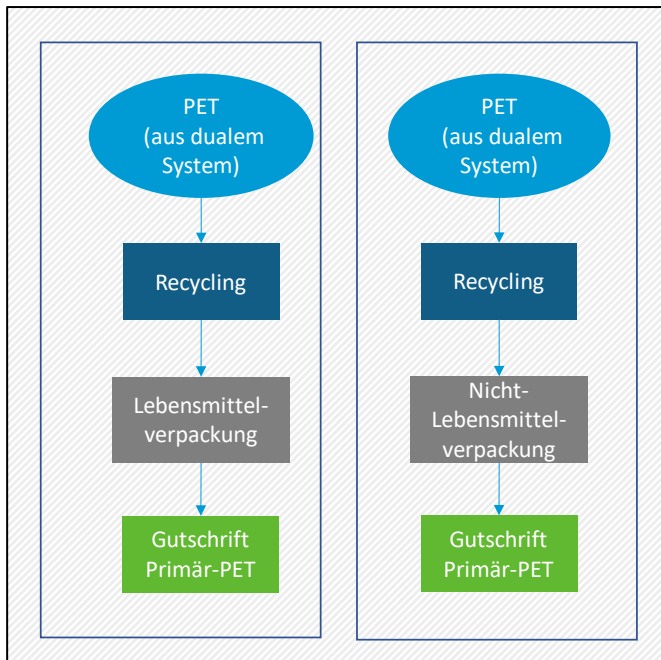 PET
(aus dualem
System)
Recycling
Lebensmittel-
verpackung
Gutschrift
Primär-PET
PET
(aus dualem
System)
Recycling
Nicht-
Lebensmittel-
verpackung
Gutschrift
Primär-PET